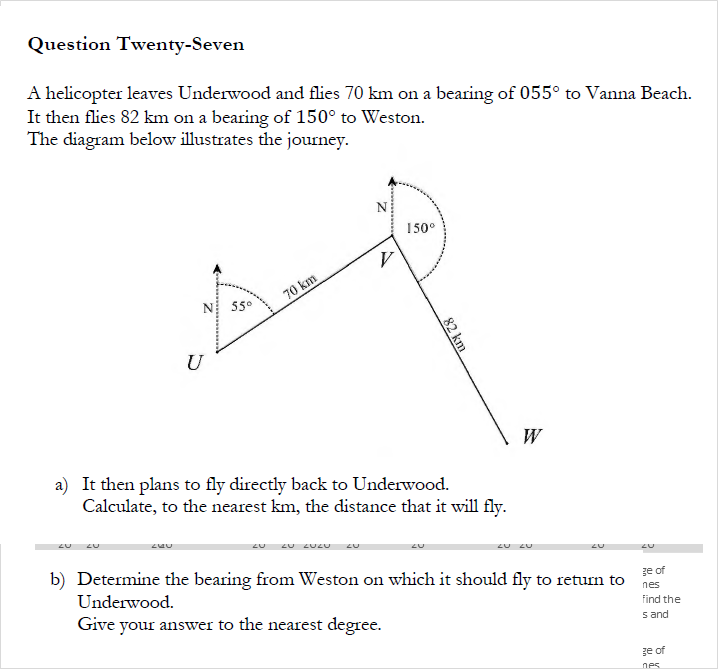 Question Twenty-Seven
A helicopter leaves Underwood and flies 70 km on a bearing of 055° to Vanna Beach.
It then flies 82 km on a bearing of 150° to Weston.
The diagram below illustrates the journey.
N
150°
V
70 km
N
55°
82 km
U
W
a) It then plans to fly directly back to Underwood.
Calculate, to the nearest km, the distance that it will fly.
b) Determine the bearing from Weston on which it should fly to return to
Underwood.
Give your answer to the nearest degree.
ge of
nes
find the
s and
ge of
nes